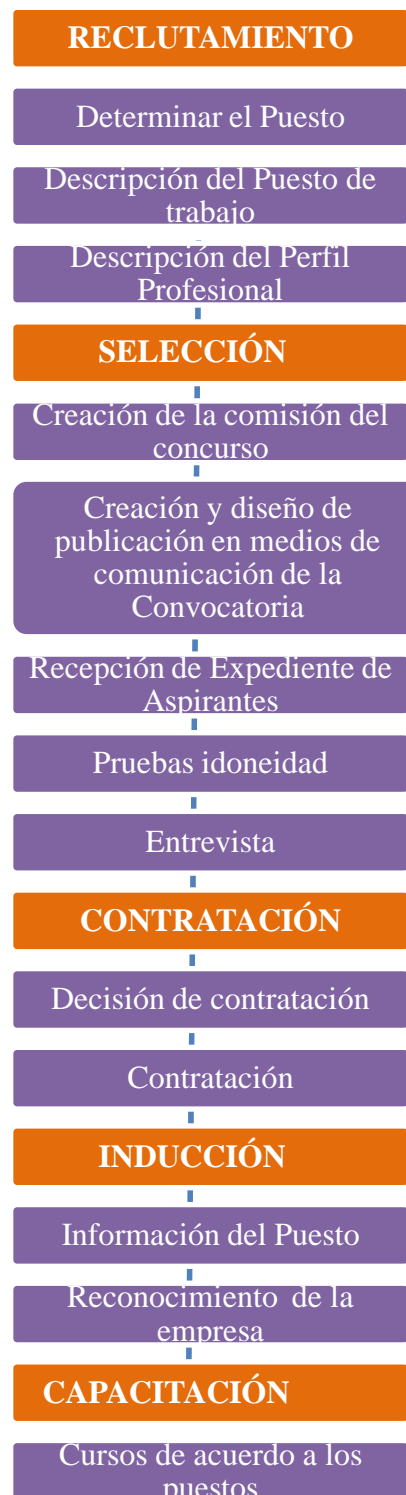 RECLUTAMIENTO
Determinar el Puesto
Descripción del Puesto de
trabajo
Descripción del Perfil
Profesional
SELECCIÓN
Creación de la comisión del
concurso
Creación y diseño de
publicación en medios de
comunicación de la
Convocatoria
Recepción de Expediente de
Aspirantes
Pruebas idoneidad
Entrevista
CONTRATACIÓN
Decisión de contratación
Contratación
INDUCCIÓN
Información del Puesto
Reconocimiento de la
empresa
CAPACITACIÓN
Cursos de acuerdo a los
puestos